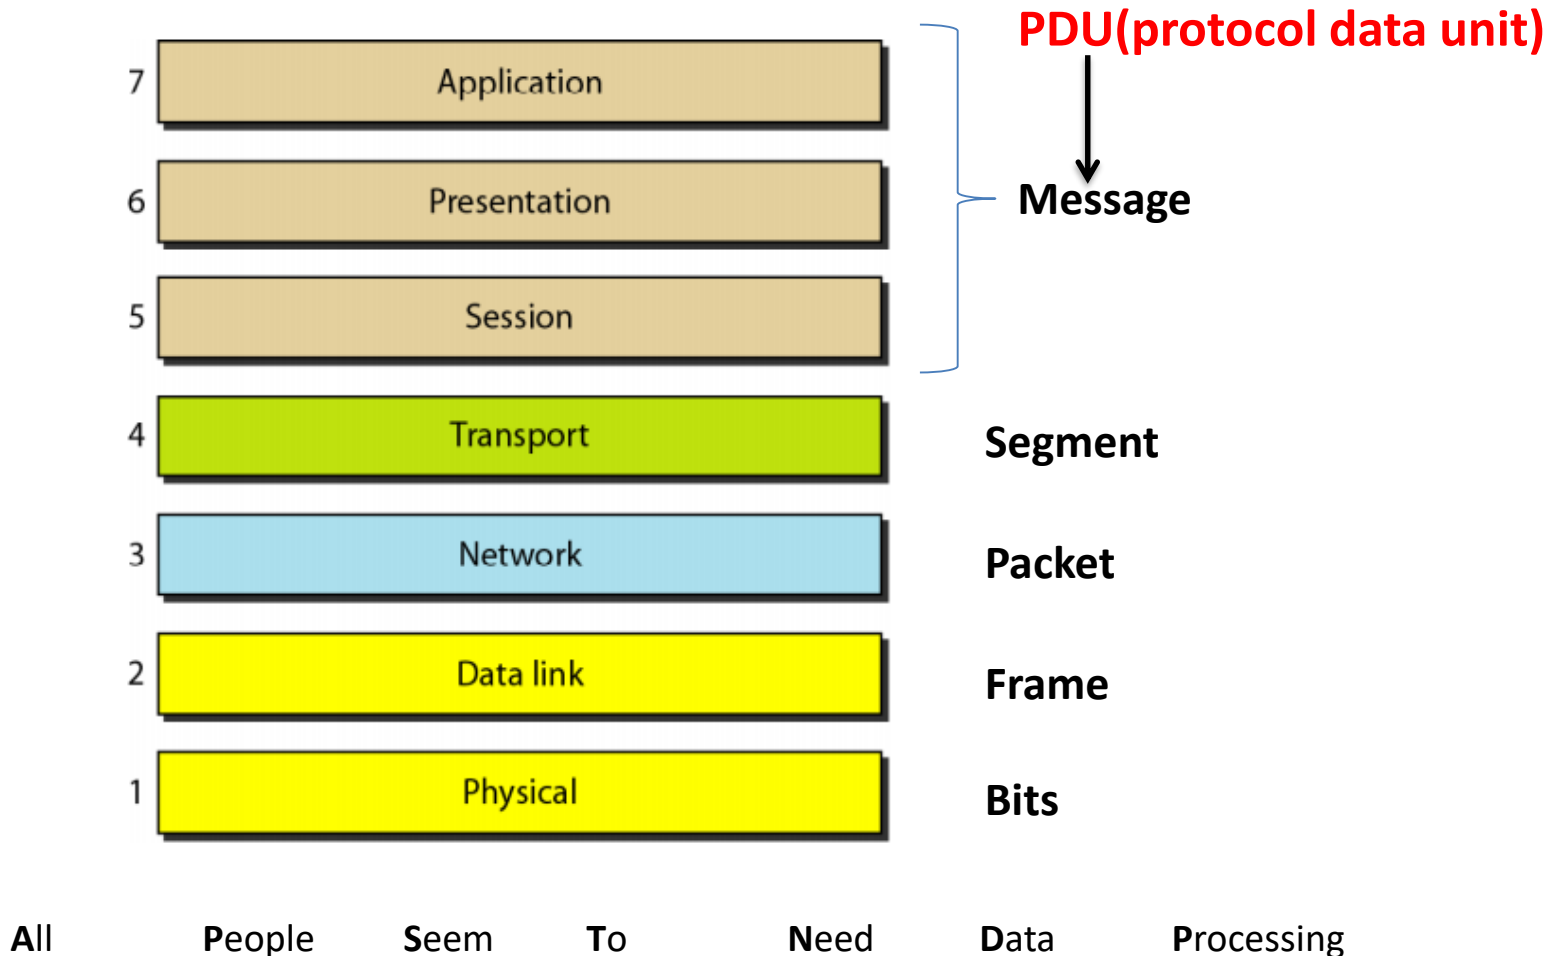 PDU(protocol data unit)
7 Application
6 Presentation
Message
5 Session
4 Transport
Segment
3 Network
Packet
2 Data link
Frame
1 Physical
Bits
All People Seem To Need Data Processing